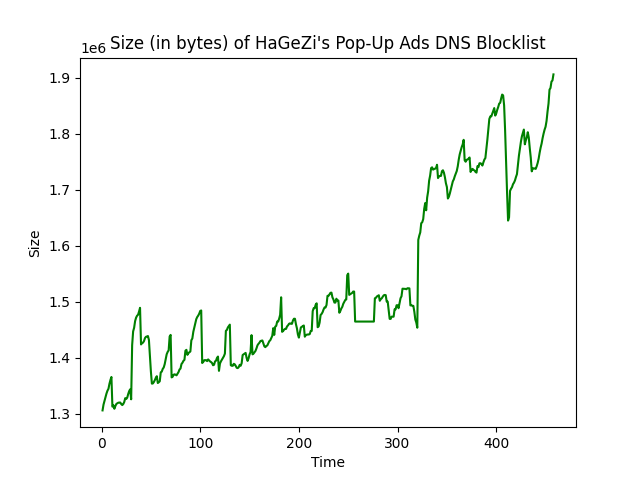 Size (in bytes) of HaGeZi's Pop-Up Ads DNS Blocklist
1e6
1.9
1.8
1.7
1.6
1.5
1.4
1.3
Size
0 100 200 300 400
Time